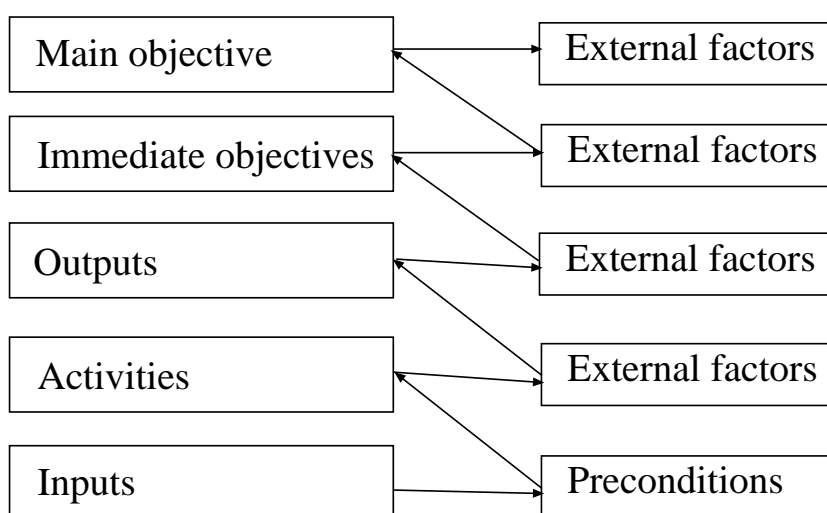 Main objective
External factors
Immediate objectives
External factors
Outputs
External factors
Activities
External factors
Inputs
Preconditions